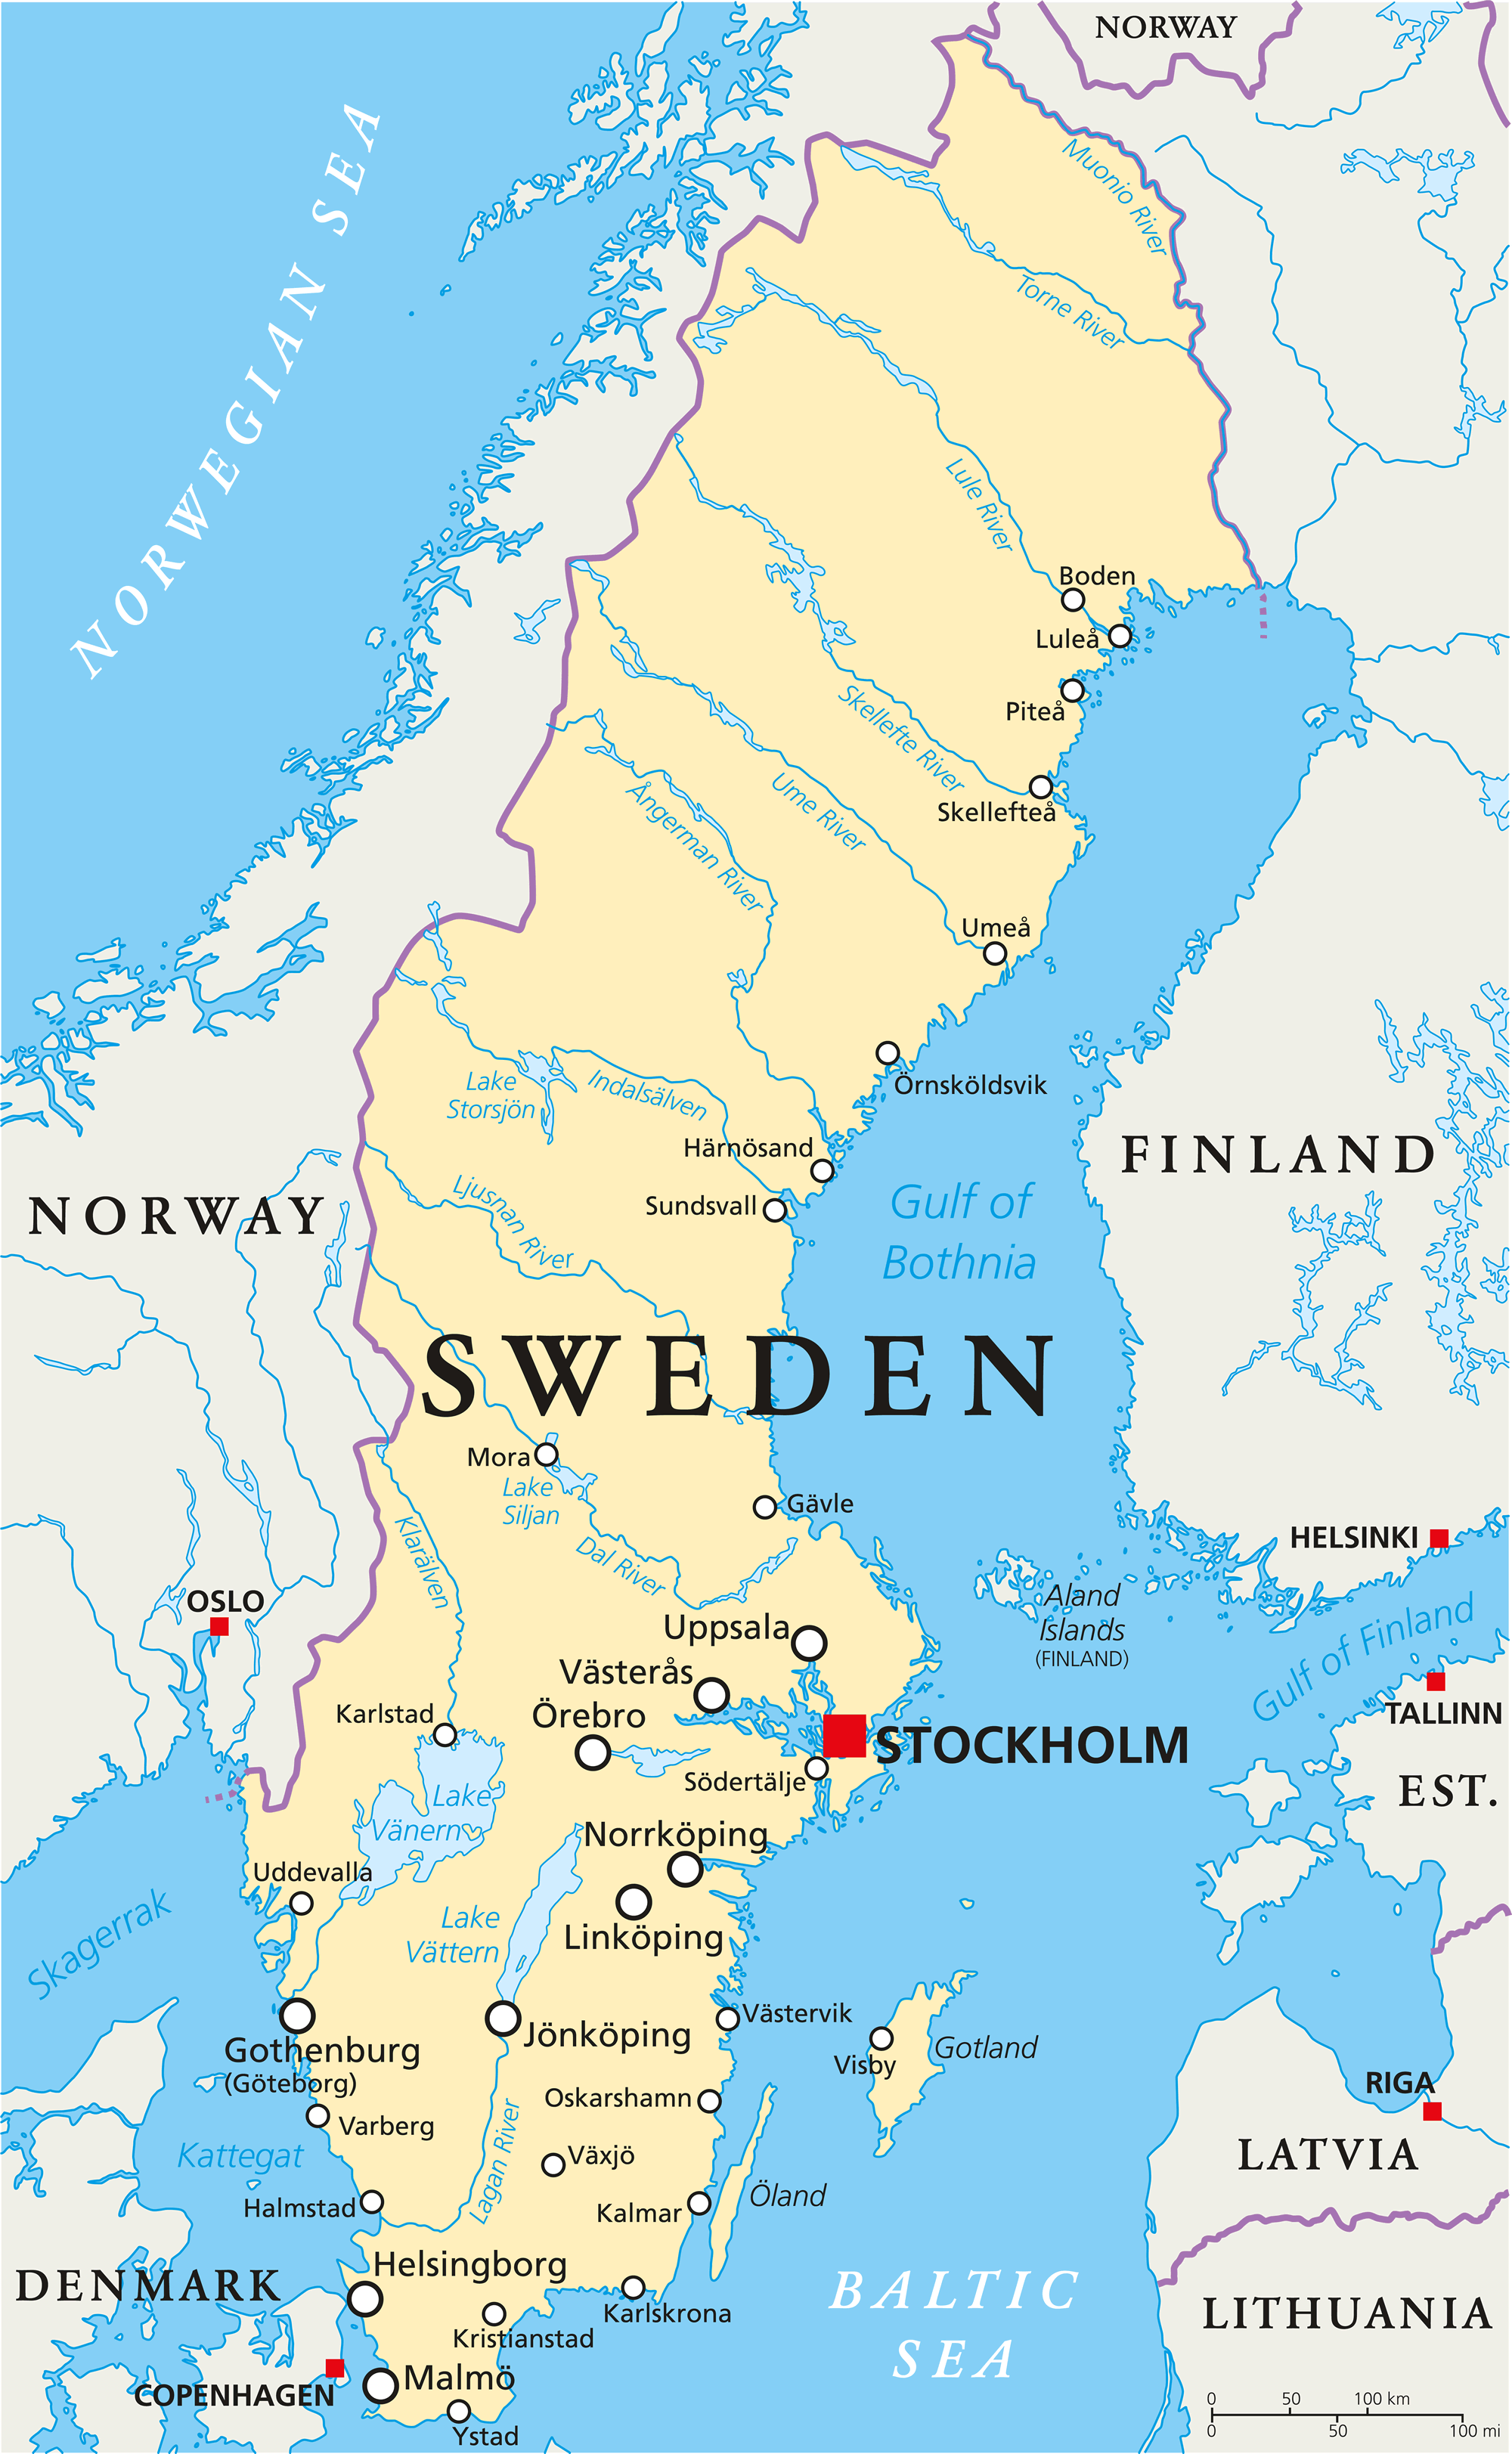 NORWAY
NORWEGIAN SEA
Muonio River
Torne River
Lule River
Boden
Luleå
Piteå
Skellefte River
Skellefteå
Ume River
Ångerman River
Umeå
Örnsköldsvik
Lake
Storsjön
Indalsälven
Härnösand
FINLAND
Ljusnan River
Sundsvall
NORWAY
Gulf of
Bothnia
SWEDEN
Mora
Lake
Siljan
Gävle
Klarälven
Dal River
HELSINKI
OSLO
Aland
Islands
(FINLAND)
Gulf of Finland
Uppsala
Västerås
TALLINN
Karlstad
Örebro
STOCKHOLM
Södertälje
EST.
Lake
Vänern
Norrköping
Uddevalla
Skagerrak
Lake
Vättern
Linköping
Västervik
Gothenburg
(Göteborg)
Jönköping
Visby
Gotland
RIGA
Oskarshamn
Varberg
Kattegat
Växjö
LATVIA
Lagan River
Halmstad
Kalmar
Öland
Helsingborg
DENMARK
BALTIC
SEA
Karlskrona
LITHUANIA
Kristianstad
Malmö
COPENHAGEN
Ystad
0 50 100 km
0 50 100 mi